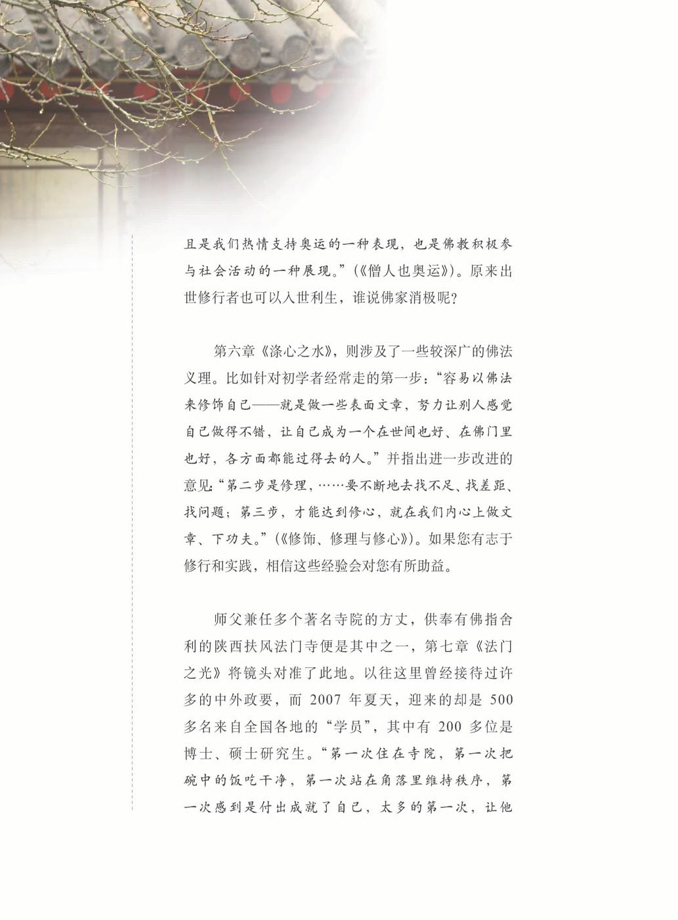 且是我们热情支持奥运的一种表现，也是佛教积极参
与社会活动的一种展现。”(《僧人也奥运》)。原来出
世修行者也可以入世利生，谁说佛家消极呢？
第六章《涤心之水》，则涉及了一些较深广的佛法
义理。比如针对初学者经常走的第一步：“容易以佛法
来修饰自己——就是做一些表面文章，努力让别人感觉
自己做得不错，让自己成为一个在世间也好、在佛门里
也好，各方面都能过得去的人。”并指出进一步改进的
意见：“第二步是修理，……要不断地去找不足、找差距、
找问题；第三步，才能达到修心，就在我们内心上做文
章、下功夫。”(《修饰、修理与修心》)。如果您有志于
修行和实践，相信这些经验会对您有所助益。
师父兼任多个著名寺院的方丈，供奉有佛指舍
利的陕西扶风法门寺便是其中之一，第七章《法门
之光》将镜头对准了此地。以往这里曾经接待过许
多的中外政要，而 2007 年夏天，迎来的却是 500
多名来自全国各地的“学员”，其中有 200 多位是
博士、硕士研究生。“第一次住在寺院，第一次把
碗中的饭吃干净，第一次站在角落里维持秩序，第
一次感到是付出成就了自己，太多的第一次，让他